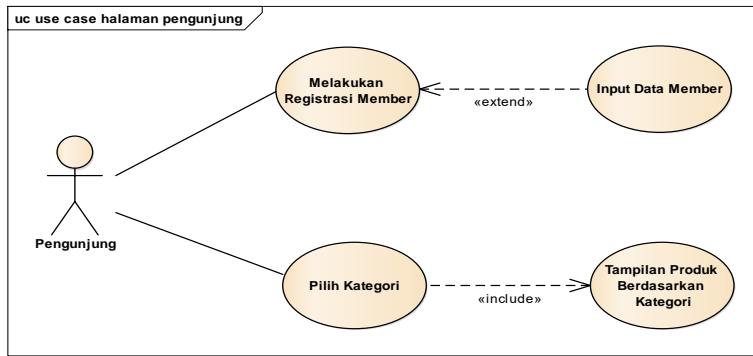 uc use case halaman pengunjung
Melakukan
Registrasi Member
«extend»
Input Data Member
Pengunjung
Pilih Kategori
«include»
Tampilan Produk
Berdasarkan
Kategori